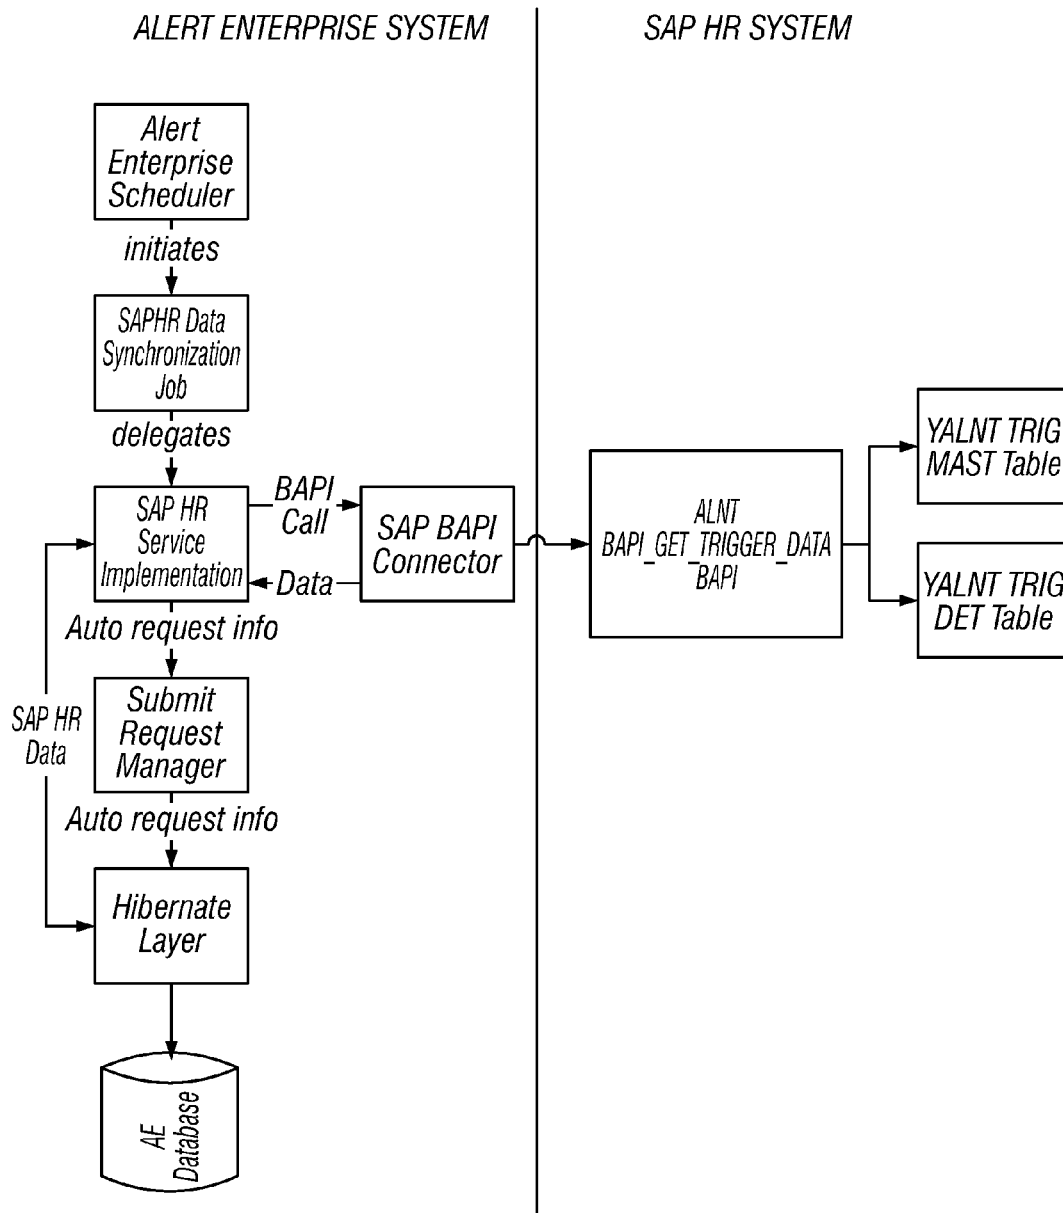 ALERT ENTERPRISE SYSTEM
SAP HR SYSTEM
Alert
Enterprise
Scheduler
initiates
SAPHR Data
Synchronization
Job
delegates
SAP HR
Service
Implementation
BAPI
Call
Data
SAP BAPI
Connector
ALNT
BAPI_GET_TRIGGER_DATA
BAPI
YALNT TRIG
MAST Table
YALNT TRIG
DET Table
Auto request info
Submit
Request
Manager
SAP HR
Data
Auto request info
Hibernate
Layer
AE
Database